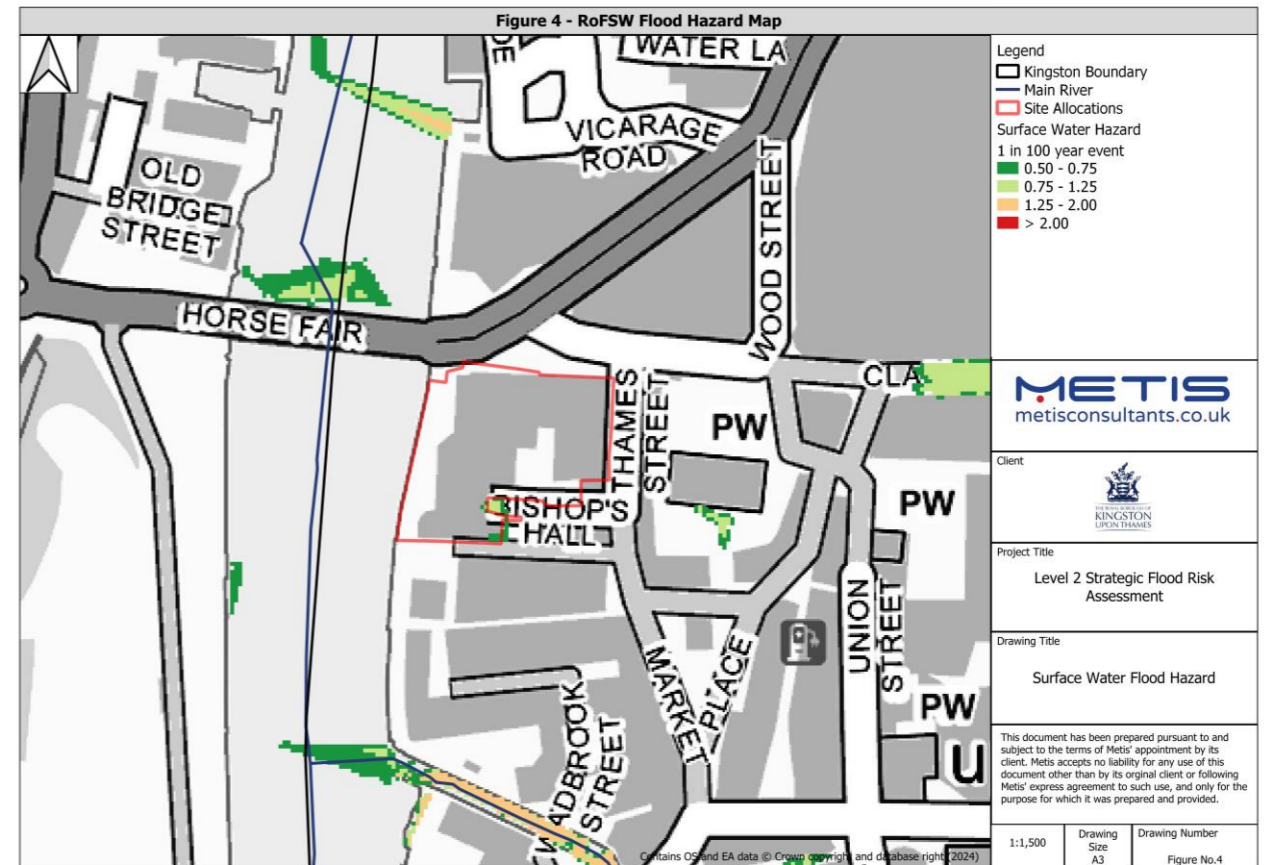 Figure 4 - RoFSW Flood Hazard Map
WATER LA
VICARAGE
ROAD
OLD
BRIDGE
STREET
WOOD STREET
HORSE FAIR
CLA
THAMES
STREET
PW
BISHOP'S
HALL
PW
UNION
STREET
MARKET
PLACE
PW
U
ADBROOK
STREET
Contains OS and EA data © Crown copyright and database right (2024)
Legend
Kingston Boundary
Main River
Site Allocations
Surface Water Hazard
1 in 100 year event
0.50 - 0.75
0.75 - 1.25
1.25 - 2.00
> 2.00
METIS
metisconsultants.co.uk
Client
THE ROYAL BOROUGH OF
KINGSTON
UPON THAMES
Project Title
Level 2 Strategic Flood Risk
Assessment
Drawing Title
Surface Water Flood Hazard
This document has been prepared pursuant to and
subject to the terms of Metis' appointment by its
client. Metis accepts no liability for any use of this
document other than by its orginal client or following
Metis' express agreement to such use, and only for the
purpose for which it was prepared and provided.
1:1,500
Drawing
Size
A3
Drawing Number
Figure No.4